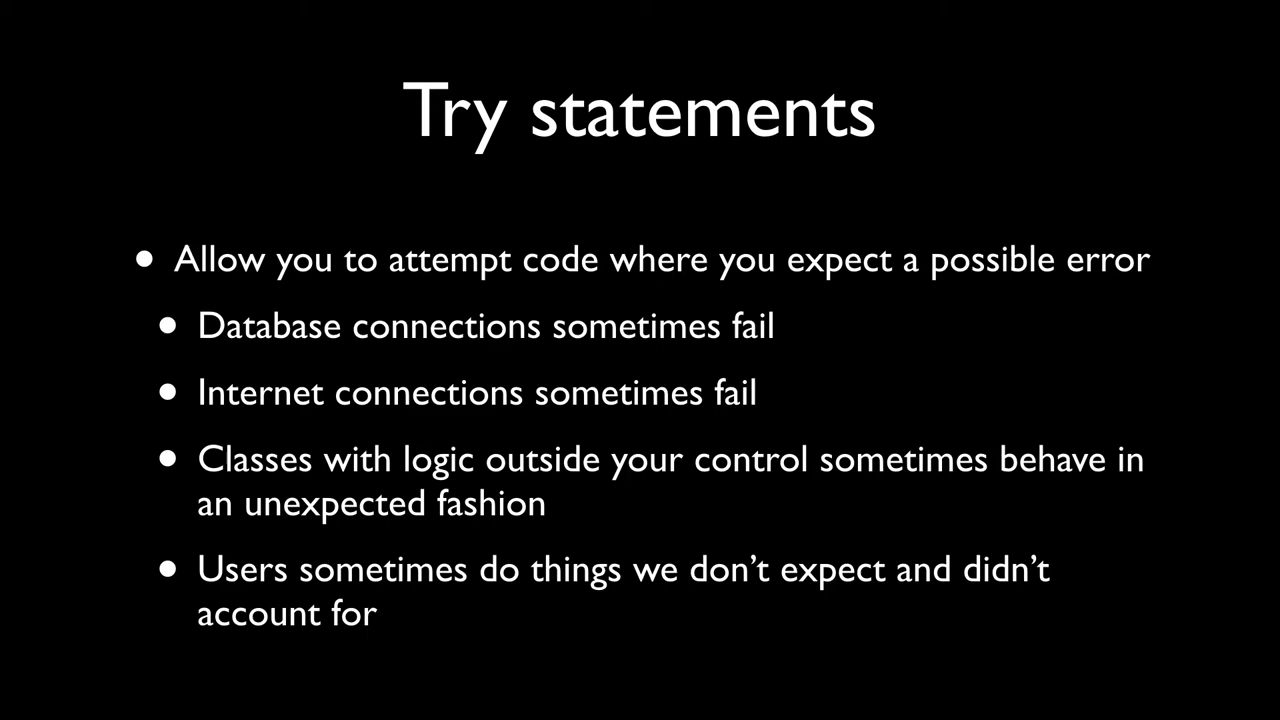 Try statements
• Allow you to attempt code where you expect a possible error
• Database connections sometimes fail
• Internet connections sometimes fail
• Classes with logic outside your control sometimes behave in
an unexpected fashion
• Users sometimes do things we don’t expect and didn’t
account for